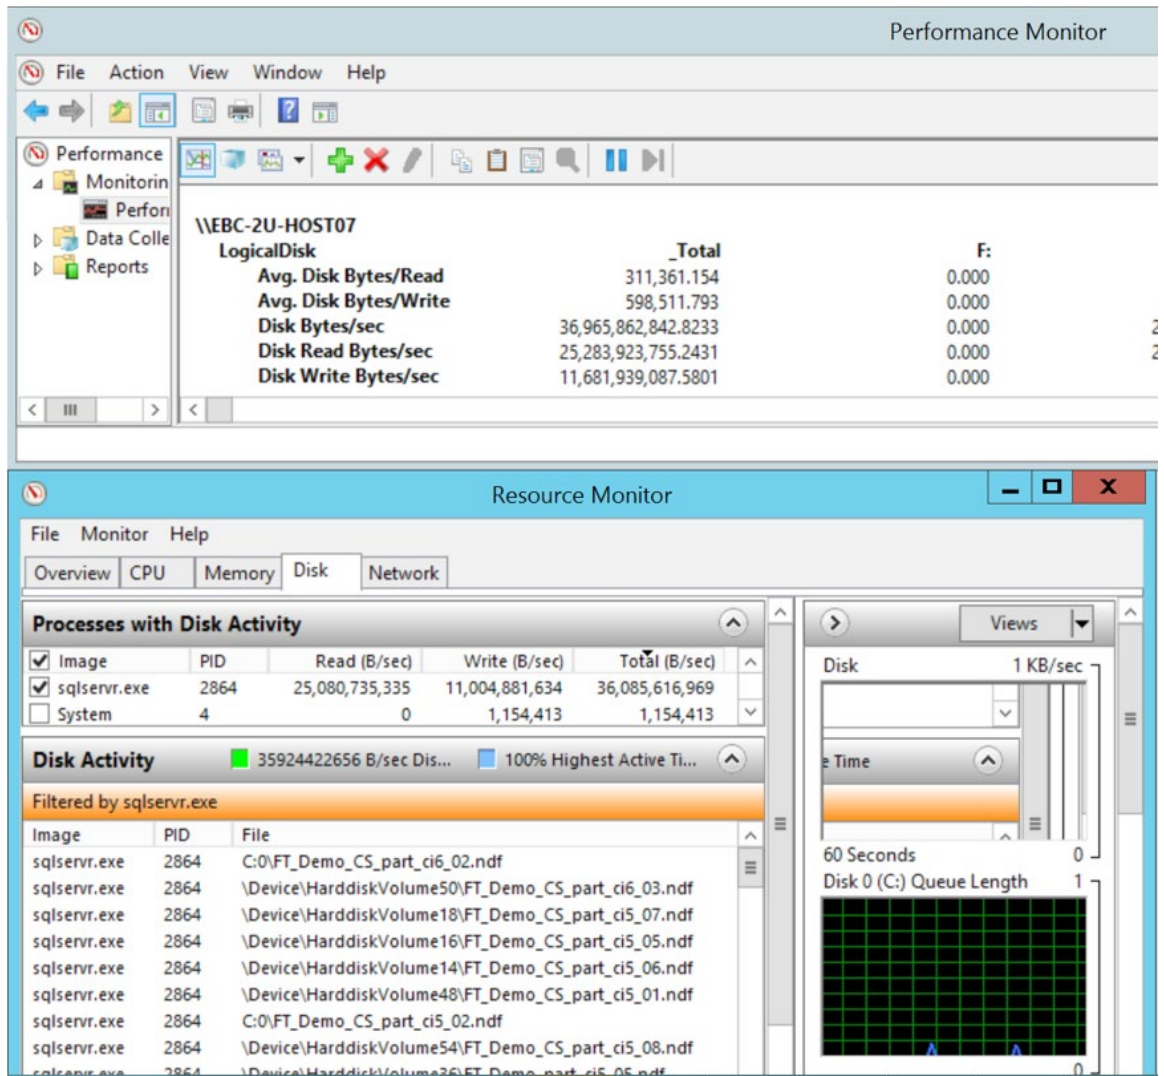 Performance Monitor
File Action View Window Help
Performance
Monitorin
Perfor
Data Colle
Reports
\\EBC-2U-HOST07
LogicalDisk _Total F:
Avg. Disk Bytes/Read 311,361.154 0.000
Avg. Disk Bytes/Write 598,511.793 0.000
Disk Bytes/sec 36,965,862,842.8233 0.000 2
Disk Read Bytes/sec 25,283,923,755.2431 0.000 2
Disk Write Bytes/sec 11,681,939,087.5801 0.000
Resource Monitor
File Monitor Help
Overview CPU Memory Disk Network
Processes with Disk Activity
Image PID Read (B/sec) Write (B/sec) Total (B/sec)
sqlservr.exe 2864 25,080,735,335 11,004,881,634 36,085,616,969
System 4 0 1,154,413 1,154,413
Disk Activity 35924422656 B/sec Dis... 100% Highest Active Ti...
Filtered by sqlservr.exe
Image PID File
sqlservr.exe 2864 C:0\FT_Demo_CS_part_ci6_02.ndf
sqlservr.exe 2864 \Device\HarddiskVolume50\FT_Demo_CS_part_ci6_03.ndf
sqlservr.exe 2864 \Device\HarddiskVolume18\FT_Demo_CS_part_ci5_07.ndf
sqlservr.exe 2864 \Device\HarddiskVolume16\FT_Demo_CS_part_ci5_05.ndf
sqlservr.exe 2864 \Device\HarddiskVolume14\FT_Demo_CS_part_ci5_06.ndf
sqlservr.exe 2864 \Device\HarddiskVolume48\FT_Demo_CS_part_ci5_01.ndf
sqlservr.exe 2864 C:0\FT_Demo_CS_part_ci5_02.ndf
sqlservr.exe 2864 \Device\HarddiskVolume54\FT_Demo_CS_part_ci5_08.ndf
sqlservr.exe 2864 \Device\HarddiskVolume36\FT_Demo_part_ci5_05.ndf
Views
Disk 1 KB/sec
e Time
60 Seconds 0
Disk 0 (C:) Queue Length 1
0